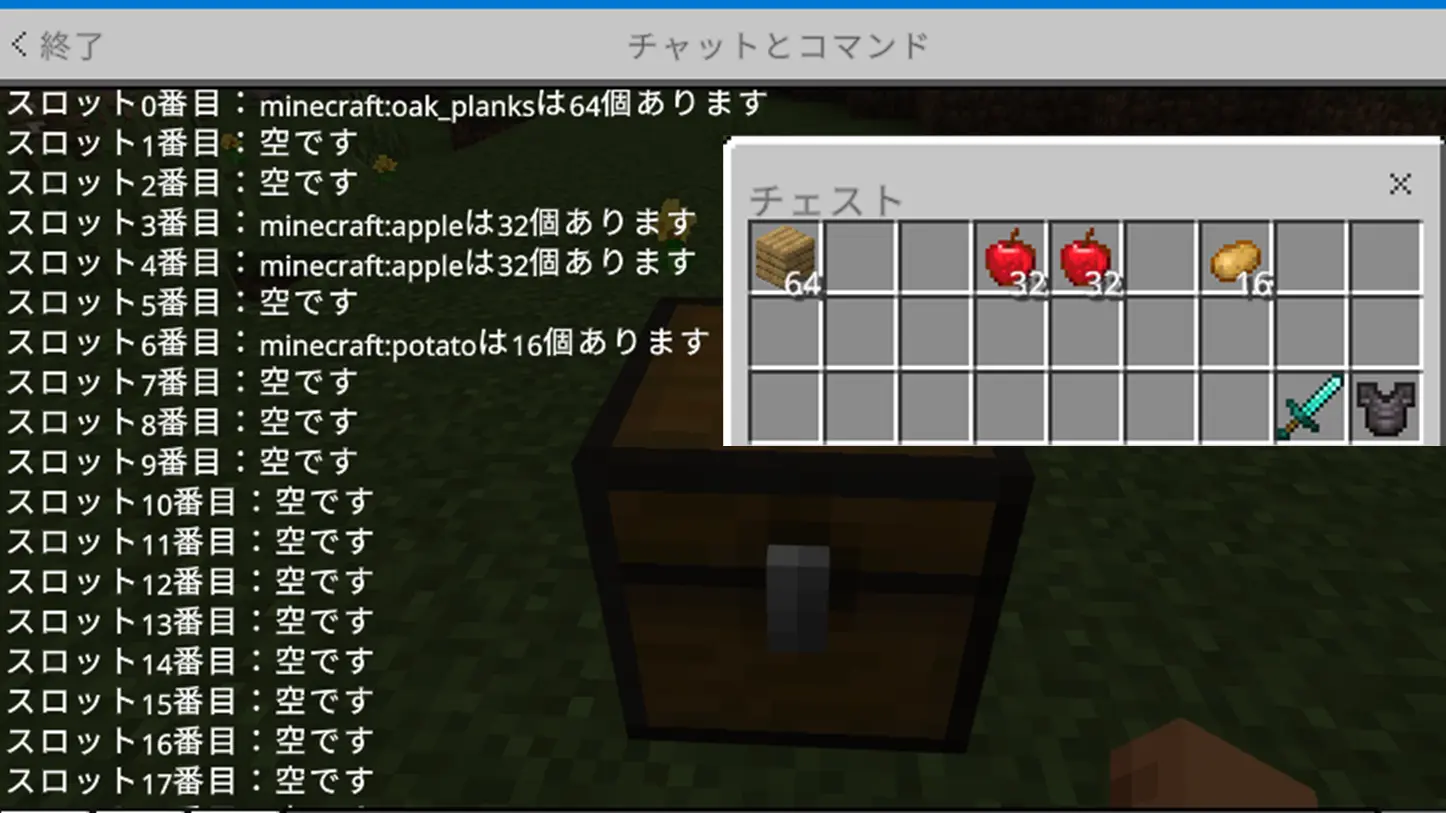 終了
チャットとコマンド
スロット0番目：minecraft:oak_planksは64個あります
スロット1番目：空です
スロット2番目：空です
スロット3番目：minecraft:appleは32個あります
スロット4番目：minecraft:appleは32個あります
スロット5番目：空です
スロット6番目：minecraft:potatoは16個あります
スロット7番目：空です
スロット8番目：空です
スロット9番目：空です
スロット10番目：空です
スロット11番目：空です
スロット12番目：空です
スロット13番目：空です
スロット14番目：空です
スロット15番目：空です
スロット16番目：空です
スロット17番目：空です
チェスト
64 32 32 16